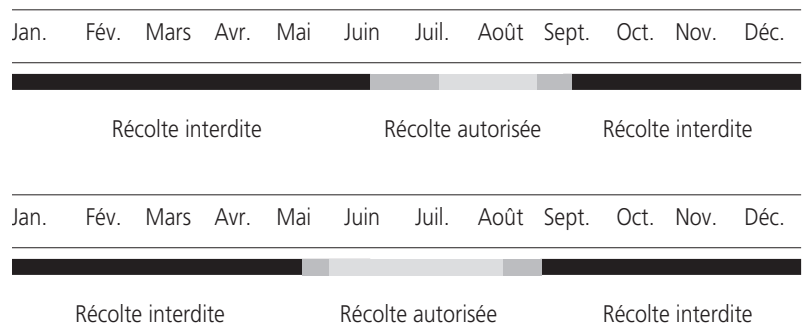 Jan. Fév. Mars Avr. Mai Juin Juil. Août Sept. Oct. Nov. Déc.
Récolte interdite Récolte autorisée Récolte interdite
Jan. Fév. Mars Avr. Mai Juin Juil. Août Sept. Oct. Nov. Déc.
Récolte interdite Récolte autorisée Récolte interdite